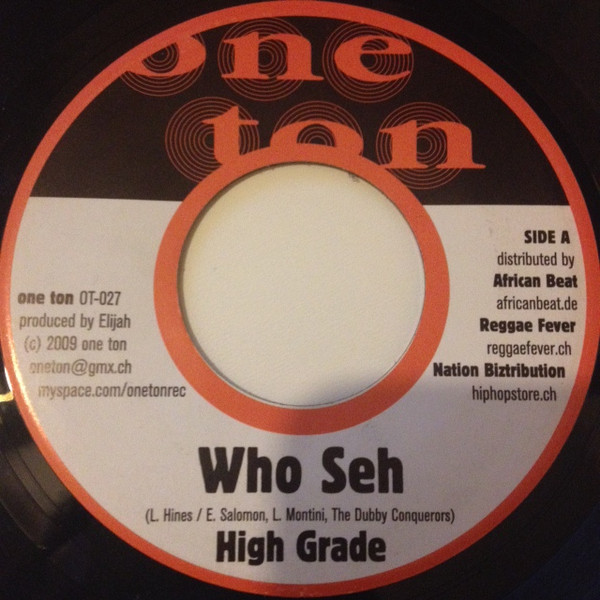 one
ton
one ton OT-027
produced by Elijah
(c) 2009 one ton
oneton@gmx.ch
myspace.com/onetonrec
SIDE A
distributed by
African Beat
africanbeat.de
Reggae Fever
reggaefever.ch
Nation Biztribution
hiphopstore.ch
Who Seh
(L. Hines / E. Salomon, L. Montini, The Dubby Conquerors)
High Grade